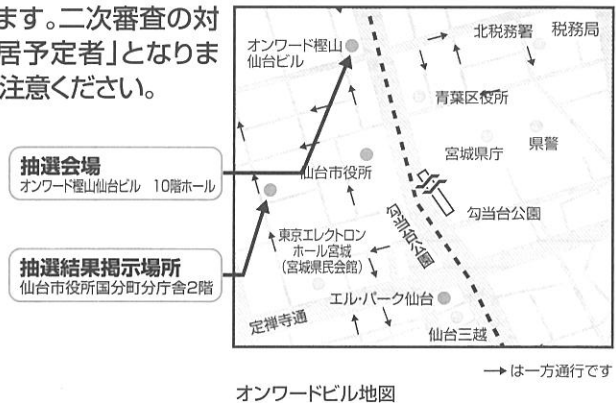 ます。二次審査の対
居予定者」となりま
注意ください。
抽選会場
オンワード樫山仙台ビル 10階ホール
抽選結果掲示場所
仙台市役所国分町分庁舎2階
オンワード樫山
仙台ビル
北税務署
税務局
青葉区役所
宮城県庁
県警
仙台市役所
勾当台公園
勾当台公園
東京エレクトロン
ホール宮城
(宮城県民会館)
エル・パーク仙台
定禅寺通
仙台三越
→は一方通行です
オンワードビル地図